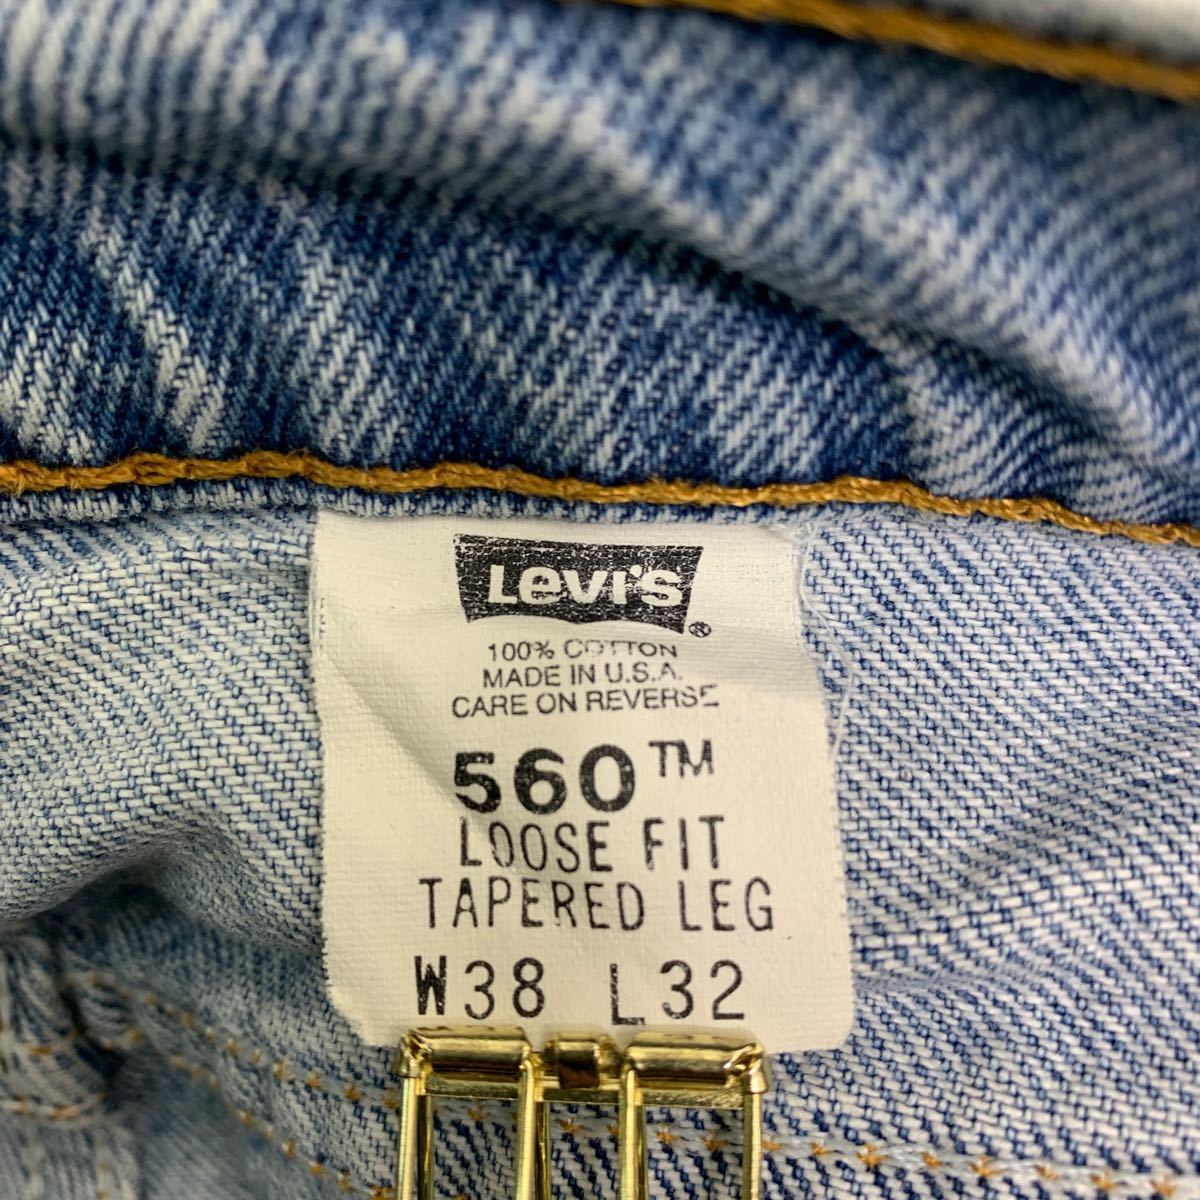 Levi's ®
100% COTTON
MADE IN U.S.A.
CARE ON REVERSE
560™
LOOSE FIT
TAPERED LEG
W38 L32